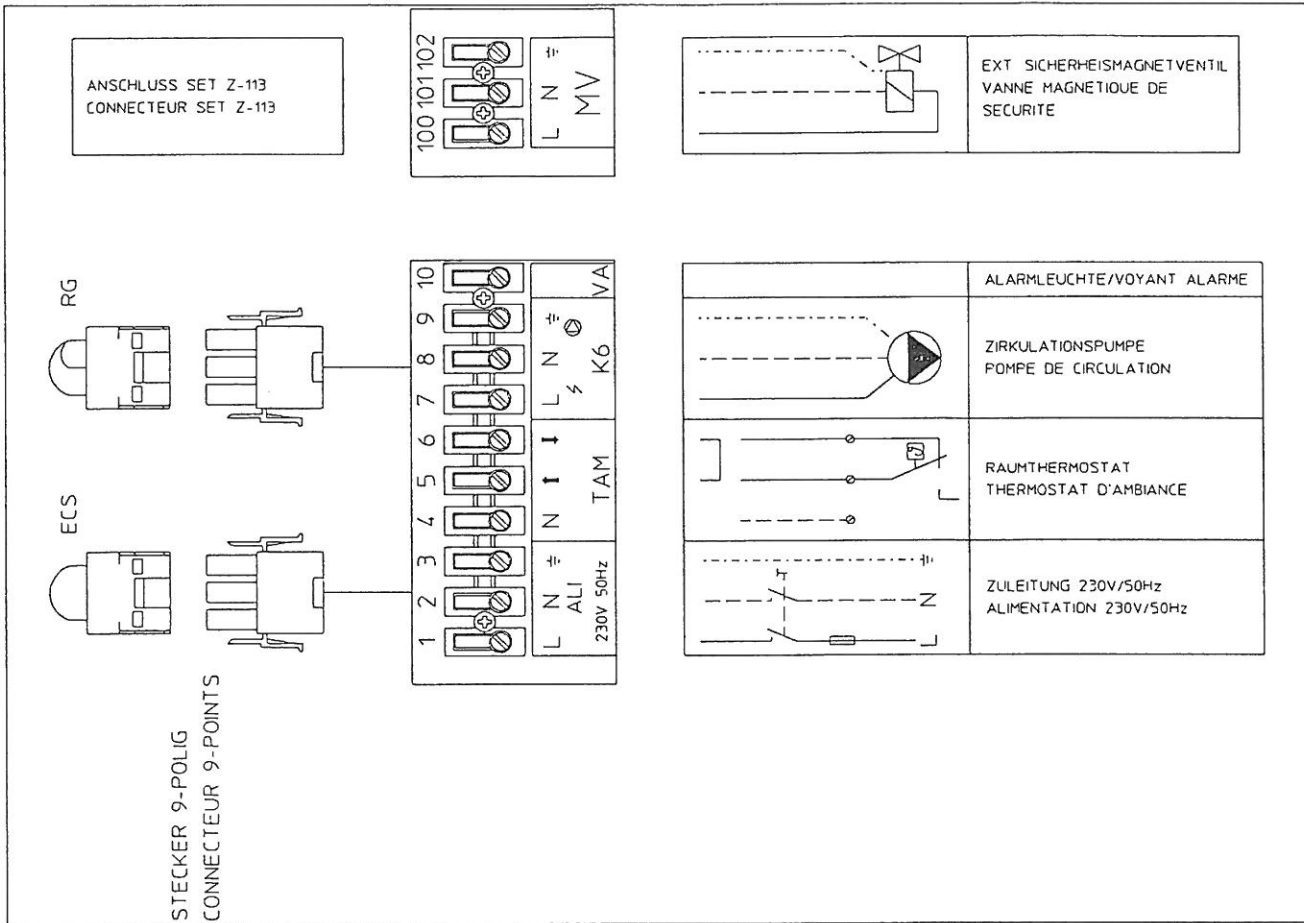 ANSCHLUSS SET Z-113
CONNECTEUR SET Z-113
100 101 102
L N
MV
EXT SICHERHEISMAGNETVENTIL
VANNE MAGNETIQUE DE
SECURITE
RG
ECS
STECKER 9-POLIG
CONNECTEUR 9-POINTS
10
9
8
7
6
5
4
3
2
1
VA
K6
L N
TAM
N
L N
ALI
230V 50Hz
ALARMLEUCHTE/VOYANT ALARME
ZIRKULATIONSPUMPE
POMPE DE CIRCULATION
RAUMTHERMOSTAT
THERMOSTAT D'AMBIANCE
L
ZULEITUNG 230V/50Hz
ALIMENTATION 230V/50Hz
N
L